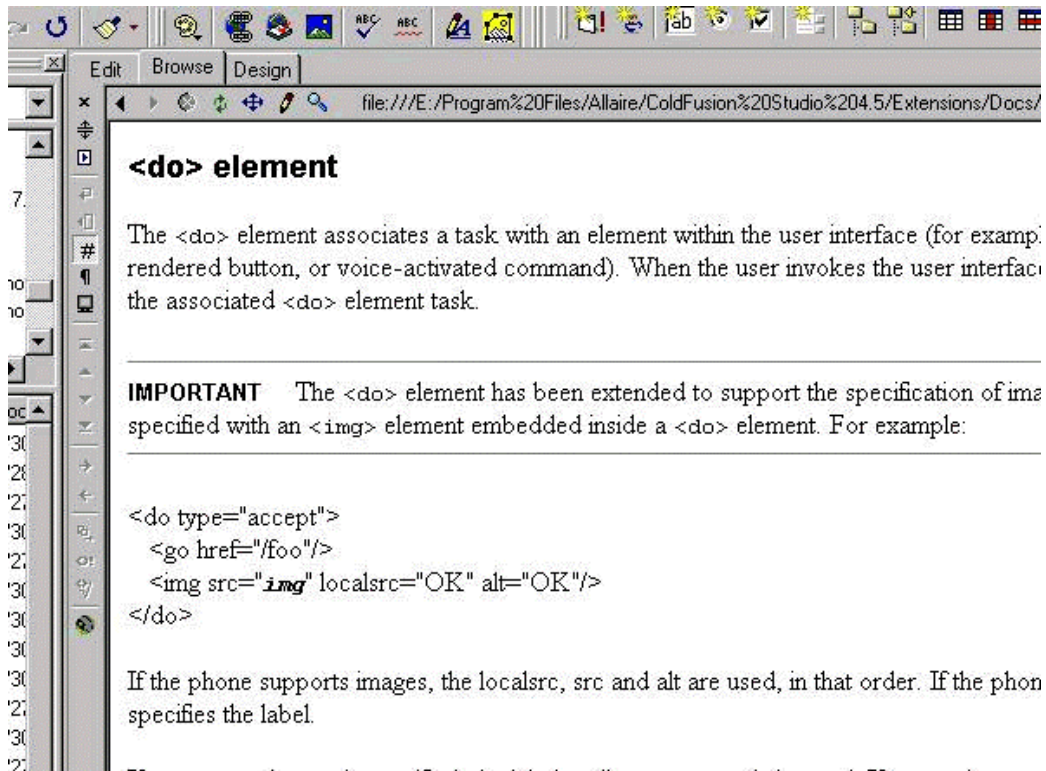 ABC ABC
ab
Edit Browse Design
file:///E:/Program%20Files/Allaire/ColdFusion%20Studio%204.5/Extensions/Docs/
<do> element
7.
The <do> element associates a task with an element within the user interface (for exampl
rendered button, or voice-activated command). When the user invokes the user interface
the associated <do> element task.
IMPORTANT The <do> element has been extended to support the specification of ima
specified with an <img> element embedded inside a <do> element. For example:
<do type="accept">
<go href="/foo"/>
<img src="img" localsrc="OK" alt="OK"/>
</do>
If the phone supports images, the localsrc, src and alt are used, in that order. If the phon
specifies the label.